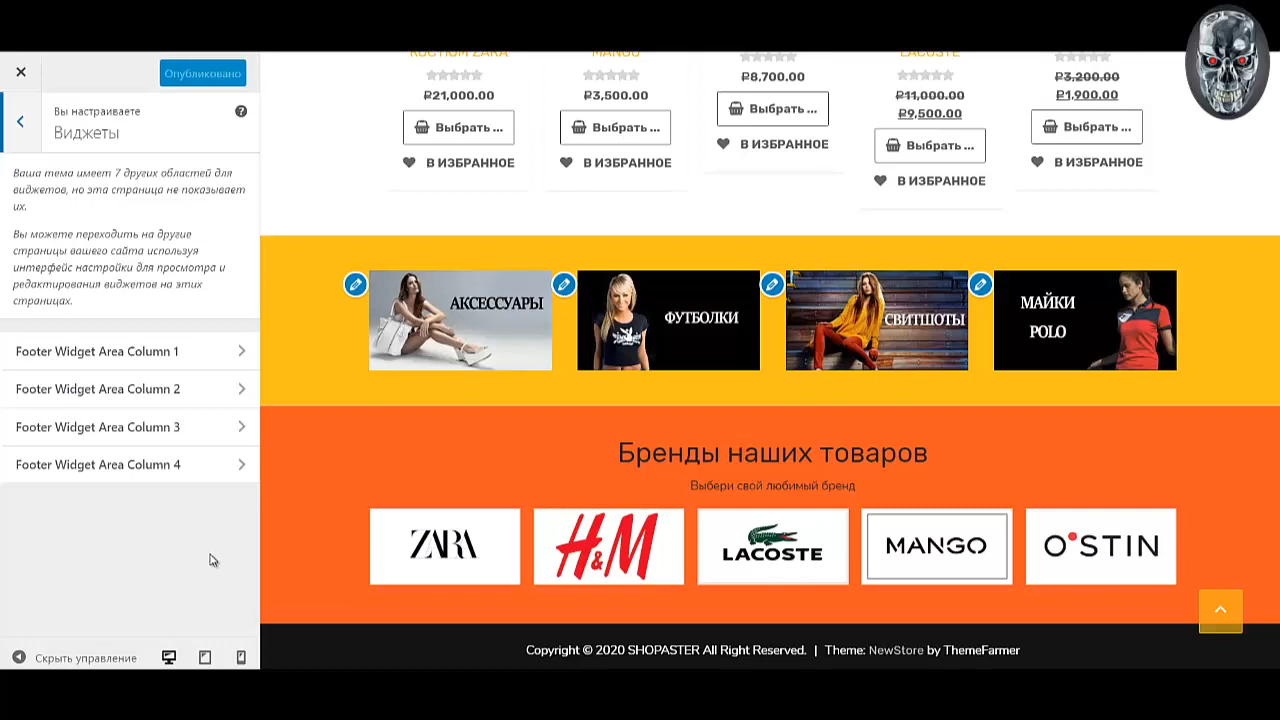 Опубликовано
Вы настраиваете
Виджеты
Ваша тема имеет 7 других областей для
виджетов, но эта страница не показывает
их.
Вы можете переходить на другие
страницы вашего сайта используя
интерфейс настройки для просмотра и
редактирования виджетов на этих
страницах.
Footer Widget Area Column 1
Footer Widget Area Column 2
Footer Widget Area Column 3
Footer Widget Area Column 4
Скрыть управление
КОСТЮМ ZARA
MANGO
LACOSTE
₽21,000.00
Выбрать ...
В ИЗБРАННОЕ
₽3,500.00
Выбрать ...
В ИЗБРАННОЕ
₽8,700.00
Выбрать ...
В ИЗБРАННОЕ
₽11,000.00
₽9,500.00
Выбрать ...
В ИЗБРАННОЕ
₽3,200.00
₽1,900.00
Выбрать ...
В ИЗБРАННОЕ
АКСЕССУАРЫ
ФУТБОЛКИ
СВИТШОТЫ
МАЙКИ
POLO
Бренды наших товаров
Выбери свой любимый бренд
ZARA
H&M
LACOSTE
MANGO
O'STIN
Copyright © 2020 SHOPASTER All Right Reserved. | Theme: NewStore by ThemeFarmer